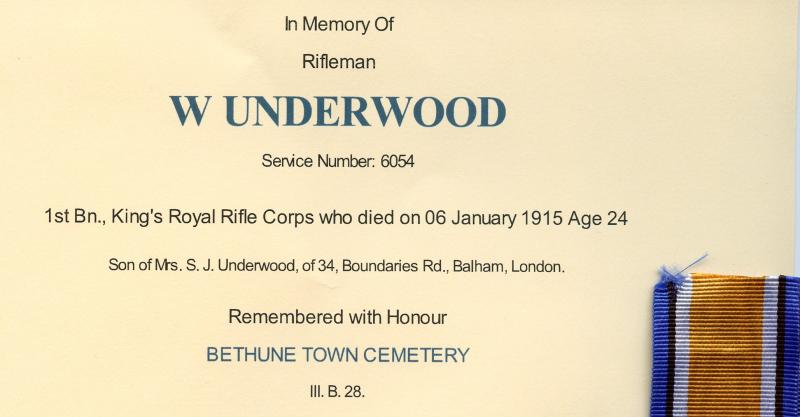 In Memory Of
Rifleman
W UNDERWOOD
Service Number: 6054
1st Bn., King's Royal Rifle Corps who died on 06 January 1915 Age 24
Son of Mrs. S. J. Underwood, of 34, Boundaries Rd., Balham, London.
Remembered with Honour
BETHUNE TOWN CEMETERY
III. B. 28.